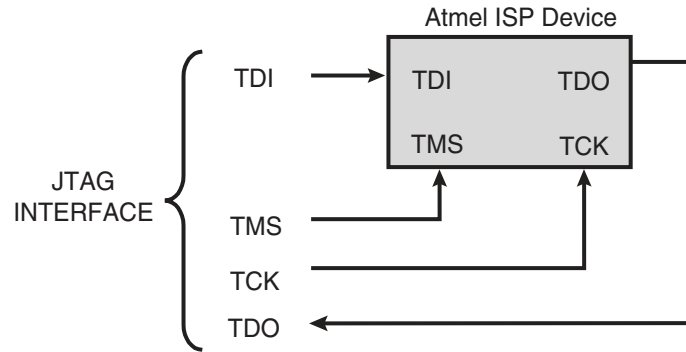 Atmel ISP Device
TDI
TDI
TDO
TMS
TCK
JTAG
INTERFACE
TMS
TCK
TDO